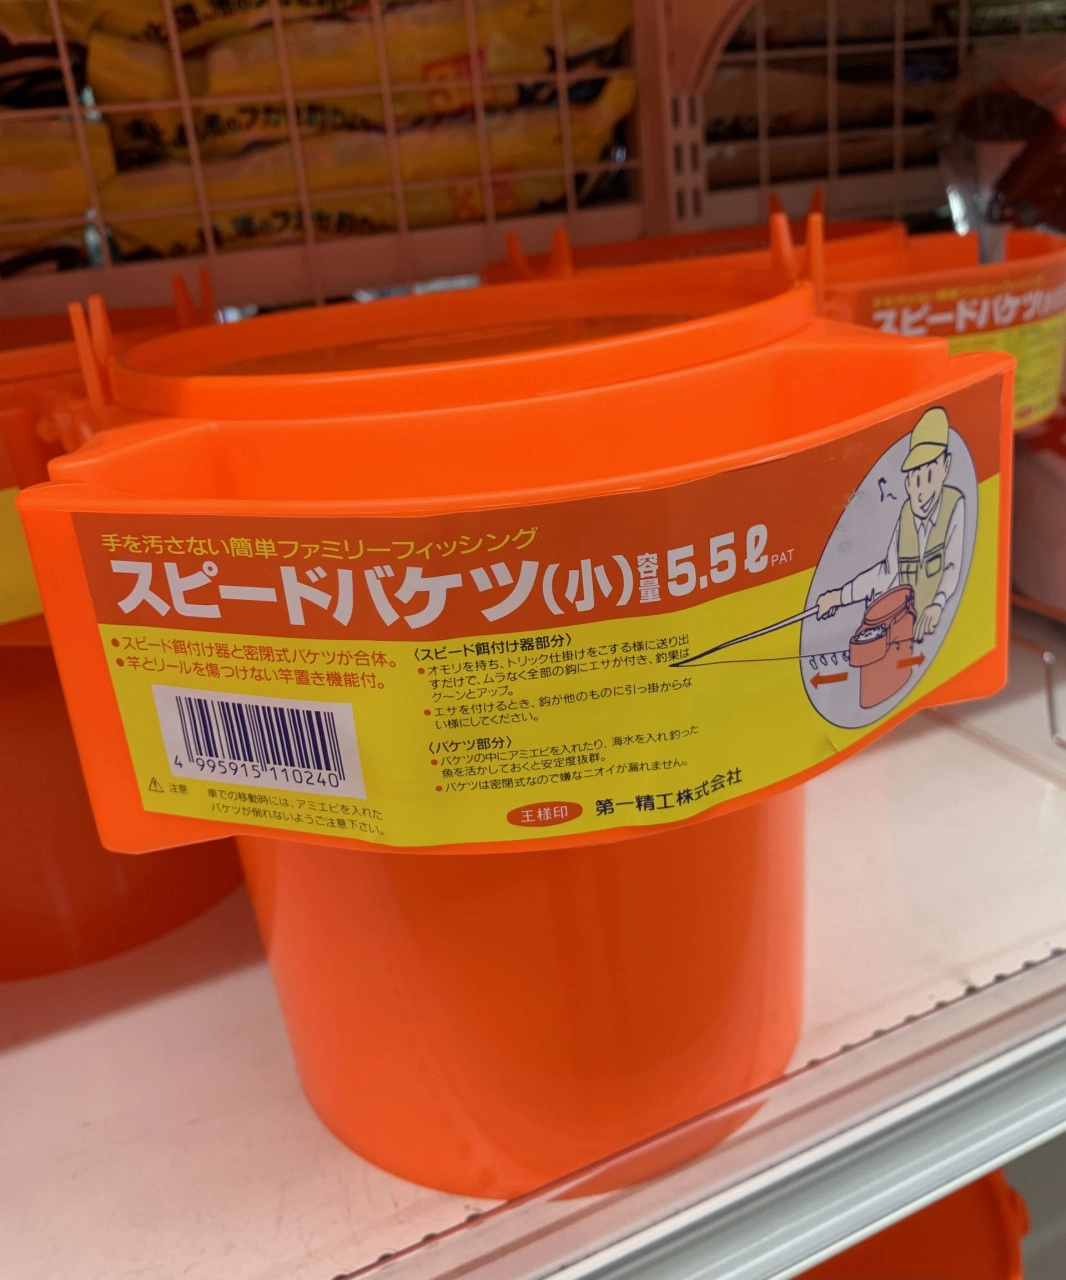 手を汚さない簡単ファミリーフィッシング
スピードバケツ(小)容量5.5ℓPAT
●スピード餌付け器と密閉式バケツが合体。
●竿とリールを傷つけない竿置き機能付。
4 995915 110240
注意
車での移動時には、アミエビを入れた
バケツが倒れないようご注意下さい。
〈スピード餌付け器部分〉
●オモリを持ち、トリック仕掛けをこする様に送り出
すだけで、ムラなく全部の鈎にエサが付き、釣果は
グーンとアップ。
●エサを付けるとき、鈎が他のものに引っ掛からな
い様にしてください。
〈バケツ部分〉
●バケツの中にアミエビを入れたり、海水を入れ釣った
魚を活かしておくと安定度抜群。
●バケツは密閉式なので嫌なニオイが漏れません。
王様印 第一精工株式会社
スピードバケツ